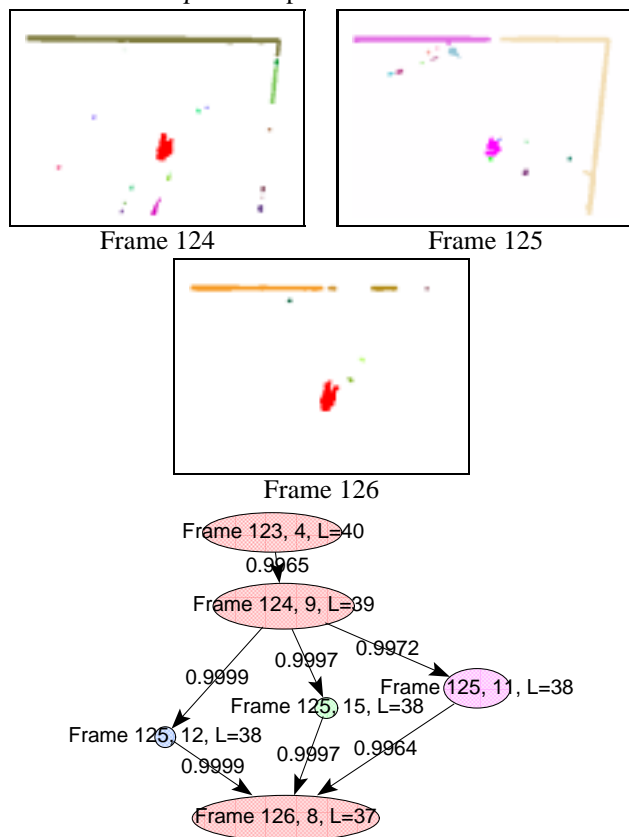 Frame 124
Frame 125
Frame 126
Frame 123, 4, L=40
0.9965
Frame 124, 9, L=39
0.9999
0.9997
0.9972
Frame 125, 11, L=38
Frame 125, 15, L=38
Frame 125, 12, L=38
0.9999
0.9997
0.9964
Frame 126, 8, L=37